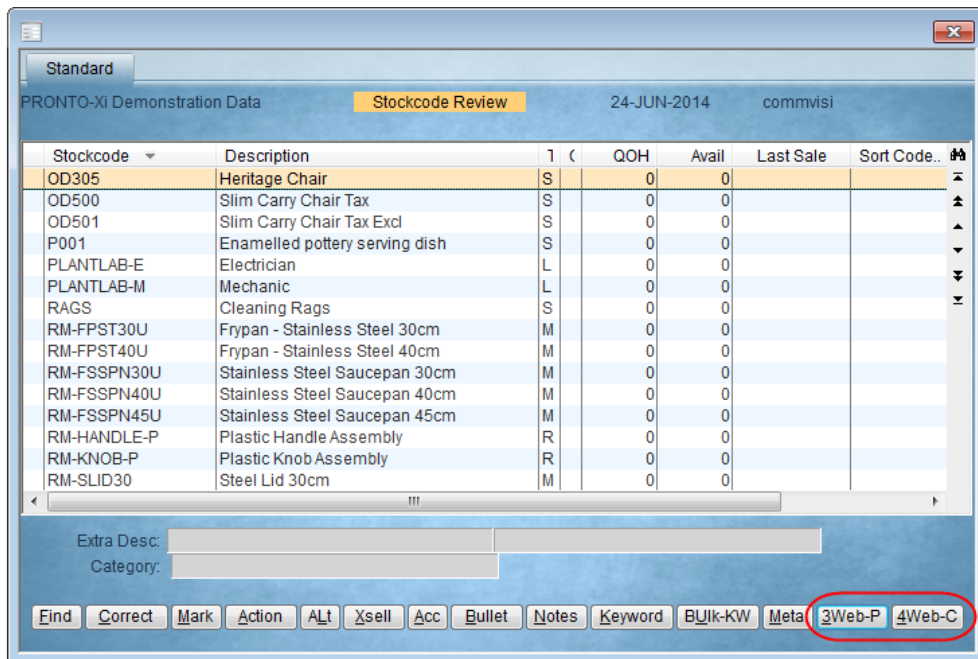 Standard
PRONTO-Xi Demonstration Data Stockcode Review 24-JUN-2014 commvisi
Stockcode Description T ( QOH Avail Last Sale Sort Code..
OD305 Heritage Chair S 0 0
OD500 Slim Carry Chair Tax S 0 0
OD501 Slim Carry Chair Tax Excl S 0 0
P001 Enamelled pottery serving dish S 0 0
PLANTLAB-E Electrician L 0 0
PLANTLAB-M Mechanic L 0 0
RAGS Cleaning Rags S 0 0
RM-FPST30U Frypan - Stainless Steel 30cm M 0 0
RM-FPST40U Frypan - Stainless Steel 40cm M 0 0
RM-FSSPN30U Stainless Steel Saucepan 30cm M 0 0
RM-FSSPN40U Stainless Steel Saucepan 40cm M 0 0
RM-FSSPN45U Stainless Steel Saucepan 45cm M 0 0
RM-HANDLE-P Plastic Handle Assembly R 0 0
RM-KNOB-P Plastic Knob Assembly R 0 0
RM-SLID30 Steel Lid 30cm M 0 0
Extra Desc:
Category:
Find Correct Mark Action ALt Xsell Acc Bullet Notes Keyword BUlk-KW Meta 3Web-P 4Web-C